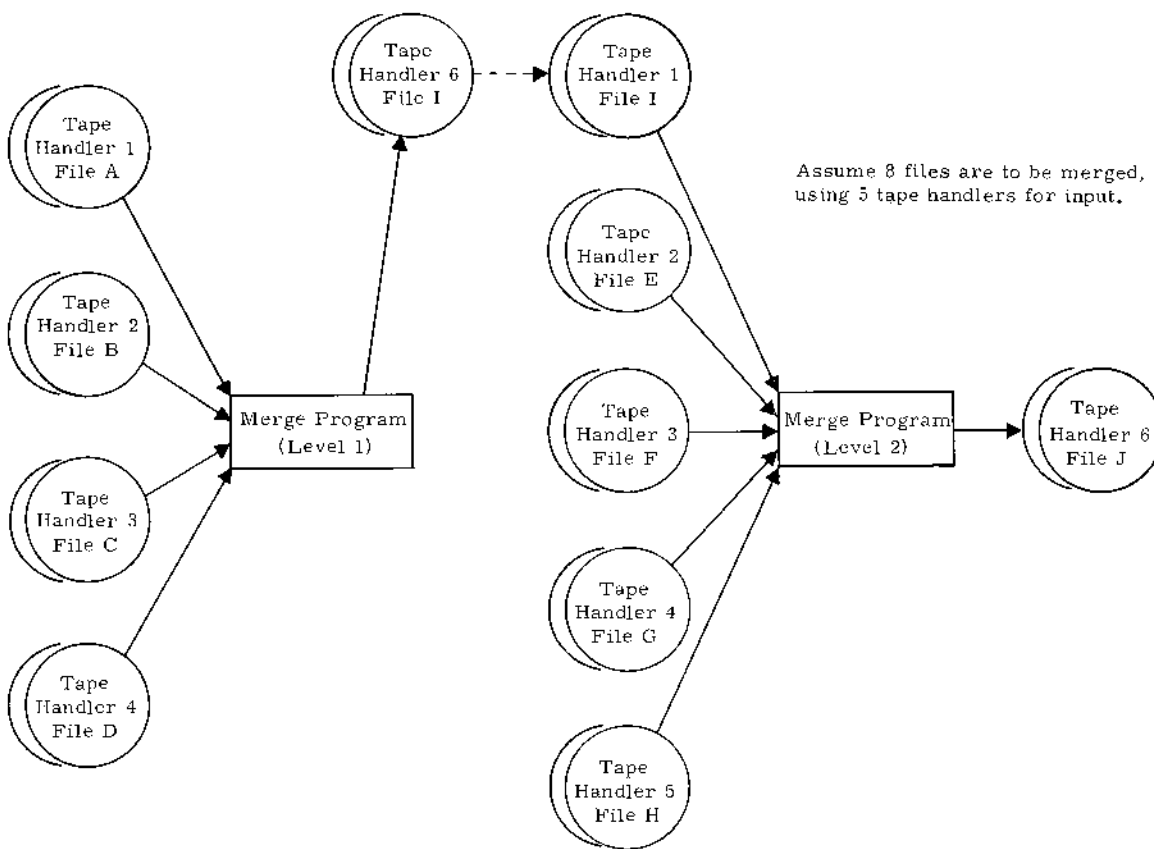 Tape
Handler 6
File I
Tape
Handler 1
File I
Tape
Handler 1
File A
Assume 8 files are to be merged,
using 5 tape handlers for input.
Tape
Handler 2
File E
Tape
Handler 2
File B
Merge Program
(Level 1)
Tape
Handler 3
File F
Merge Program
(Level 2)
Tape
Handler 6
File J
Tape
Handler 3
File C
Tape
Handler 4
File G
Tape
Handler 4
File D
Tape
Handler 5
File H